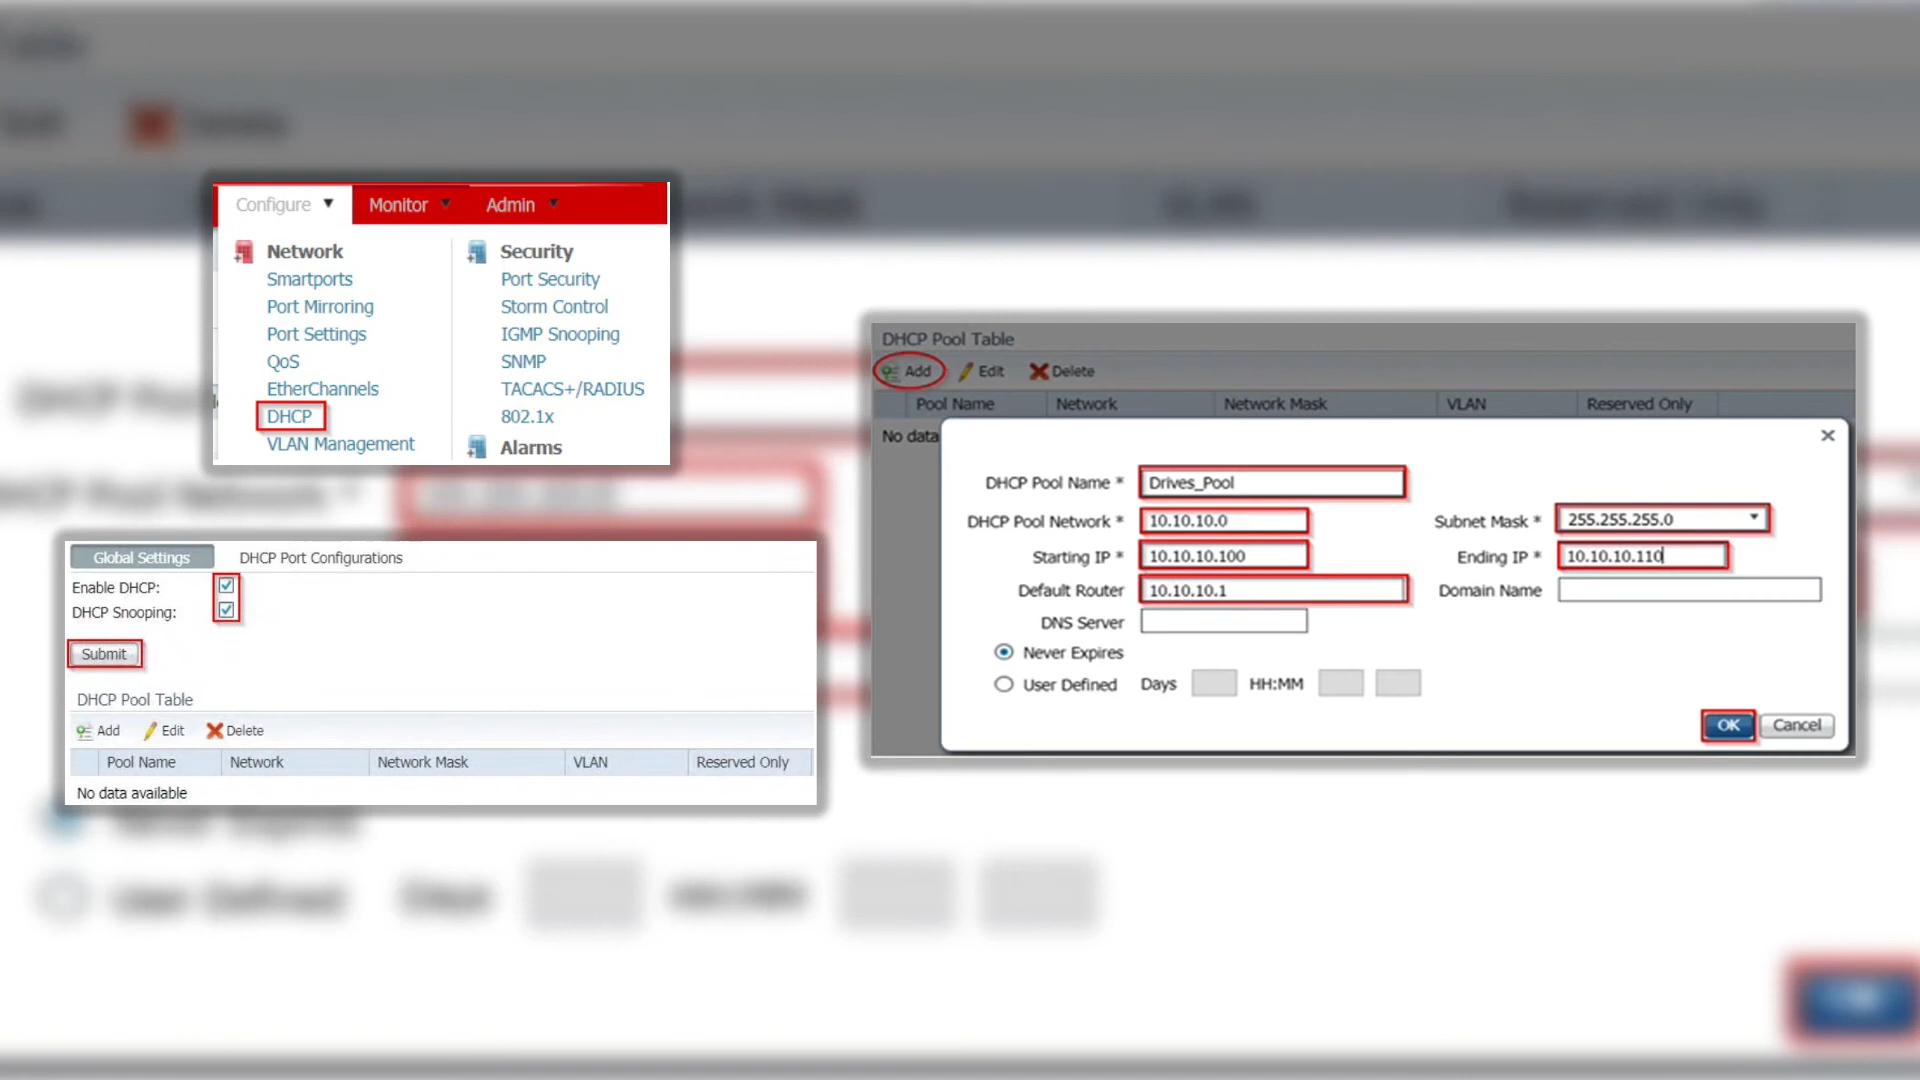 Configure ▼ Monitor ▼ Admin ▼
Network
Smartports
Port Mirroring
Port Settings
QoS
EtherChannels
DHCP
VLAN Management
Security
Port Security
Storm Control
IGMP Snooping
SNMP
TACACS+/RADIUS
802.1x
Alarms
Global Settings DHCP Port Configurations
Enable DHCP:
DHCP Snooping:
Submit
DHCP Pool Table
Add Edit Delete
Pool Name Network Network Mask VLAN Reserved Only
No data available
DHCP Pool Table
Add Edit Delete
Pool Name Network Network Mask VLAN Reserved Only
No data
DHCP Pool Name * Drives_Pool
DHCP Pool Network * 10.10.10.0 Subnet Mask * 255.255.255.0
Starting IP * 10.10.10.100 Ending IP * 10.10.10.110
Default Router 10.10.10.1 Domain Name
DNS Server
Never Expires
User Defined Days HH:MM
OK Cancel